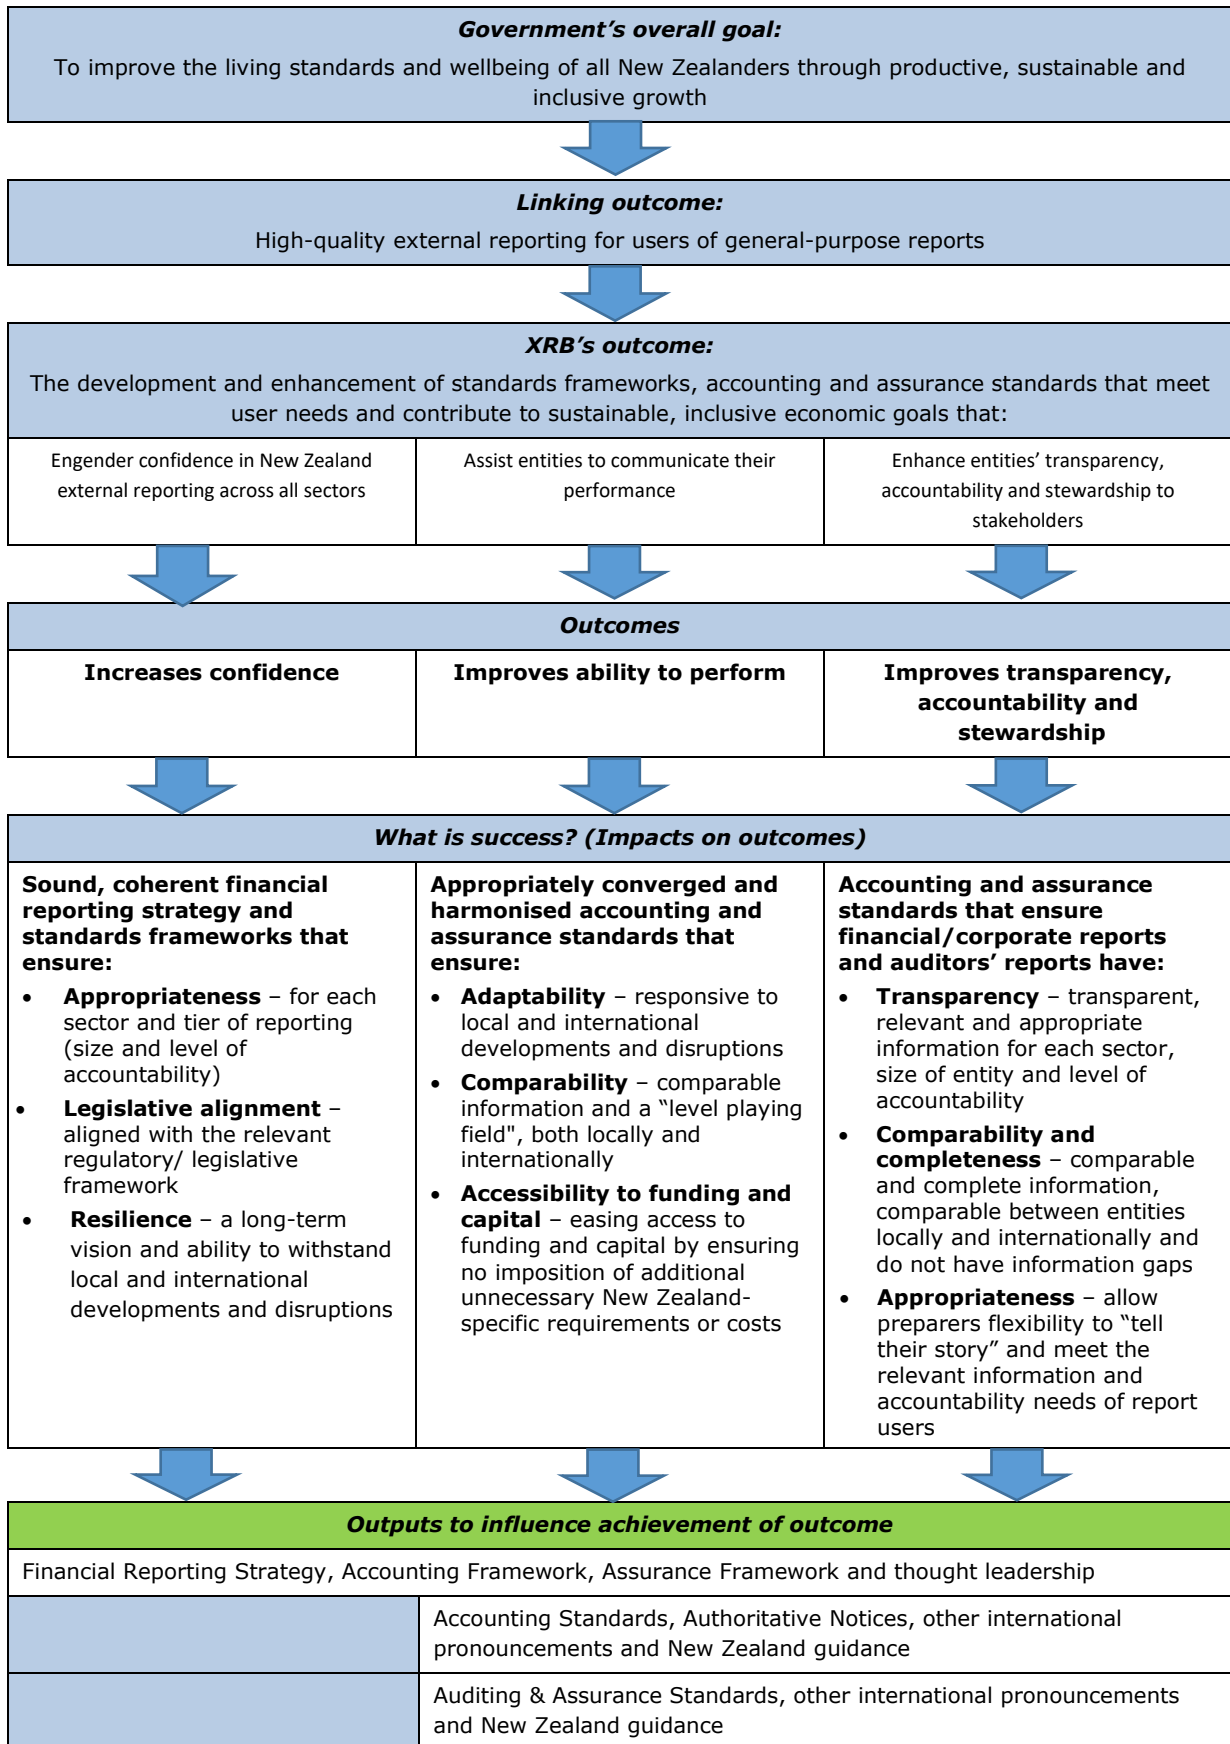 Government’s overall goal:
To improve the living standards and wellbeing of all New Zealanders through productive, sustainable and
inclusive growth
Linking outcome:
High-quality external reporting for users of general-purpose reports
XRB’s outcome:
The development and enhancement of standards frameworks, accounting and assurance standards that meet
user needs and contribute to sustainable, inclusive economic goals that:
Engender confidence in New Zealand
external reporting across all sectors
Assist entities to communicate their
performance
Enhance entities’ transparency,
accountability and stewardship to
stakeholders
Outcomes
Increases confidence
Improves ability to perform
Improves transparency,
accountability and
stewardship
What is success? (Impacts on outcomes)
Sound, coherent financial
reporting strategy and
standards frameworks that
ensure:
• Appropriateness – for each
sector and tier of reporting
(size and level of
accountability)
• Legislative alignment –
aligned with the relevant
regulatory/ legislative
framework
• Resilience – a long-term
vision and ability to withstand
local and international
developments and disruptions
Appropriately converged and
harmonised accounting and
assurance standards that
ensure:
• Adaptability – responsive to
local and international
developments and disruptions
• Comparability – comparable
information and a “level playing
field", both locally and
internationally
• Accessibility to funding and
capital – easing access to
funding and capital by ensuring
no imposition of additional
unnecessary New Zealand-
specific requirements or costs
Accounting and assurance
standards that ensure
financial/corporate reports
and auditors’ reports have:
• Transparency – transparent,
relevant and appropriate
information for each sector,
size of entity and level of
accountability
• Comparability and
completeness – comparable
and complete information,
comparable between entities
locally and internationally and
do not have information gaps
• Appropriateness – allow
preparers flexibility to “tell
their story” and meet the
relevant information and
accountability needs of report
users
Outputs to influence achievement of outcome
Financial Reporting Strategy, Accounting Framework, Assurance Framework and thought leadership
Accounting Standards, Authoritative Notices, other international
pronouncements and New Zealand guidance
Auditing & Assurance Standards, other international pronouncements
and New Zealand guidance